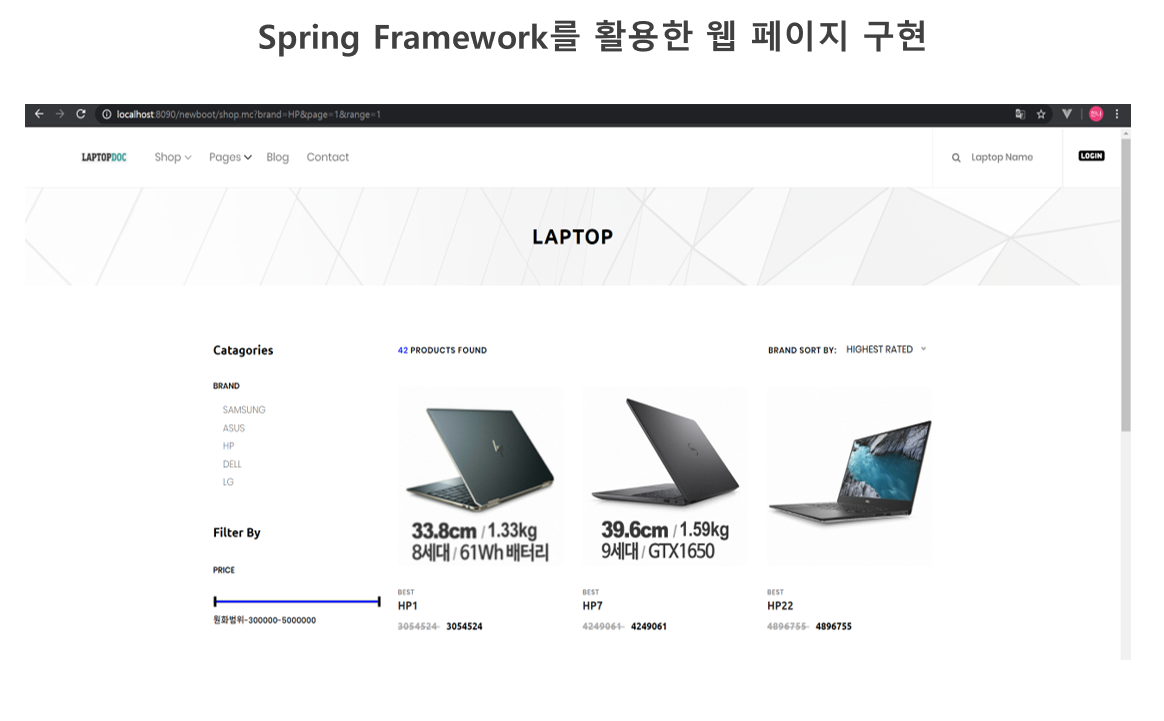 Spring Framework를 활용한 웹 페이지 구현
localhost:8090/newboot/shop.mc?brand=HP&page=1&range=1
LAPTOPDOC Shop Pages Blog Contact Laptop Name LOGIN
LAPTOP
Catagories
42 PRODUCTS FOUND
BRAND SORT BY: HIGHEST RATED
BRAND
SAMSUNG
ASUS
HP
DELL
LG
Filter By
PRICE
원화범위-300000-5000000
33.8cm / 1.33kg
8세대 / 61Wh 배터리
BEST
HP1
3054524- 3054524
39.6cm / 1.59kg
9세대 / GTX1650
BEST
HP7
4249061- 4249061
BEST
HP22
4896755- 4896755